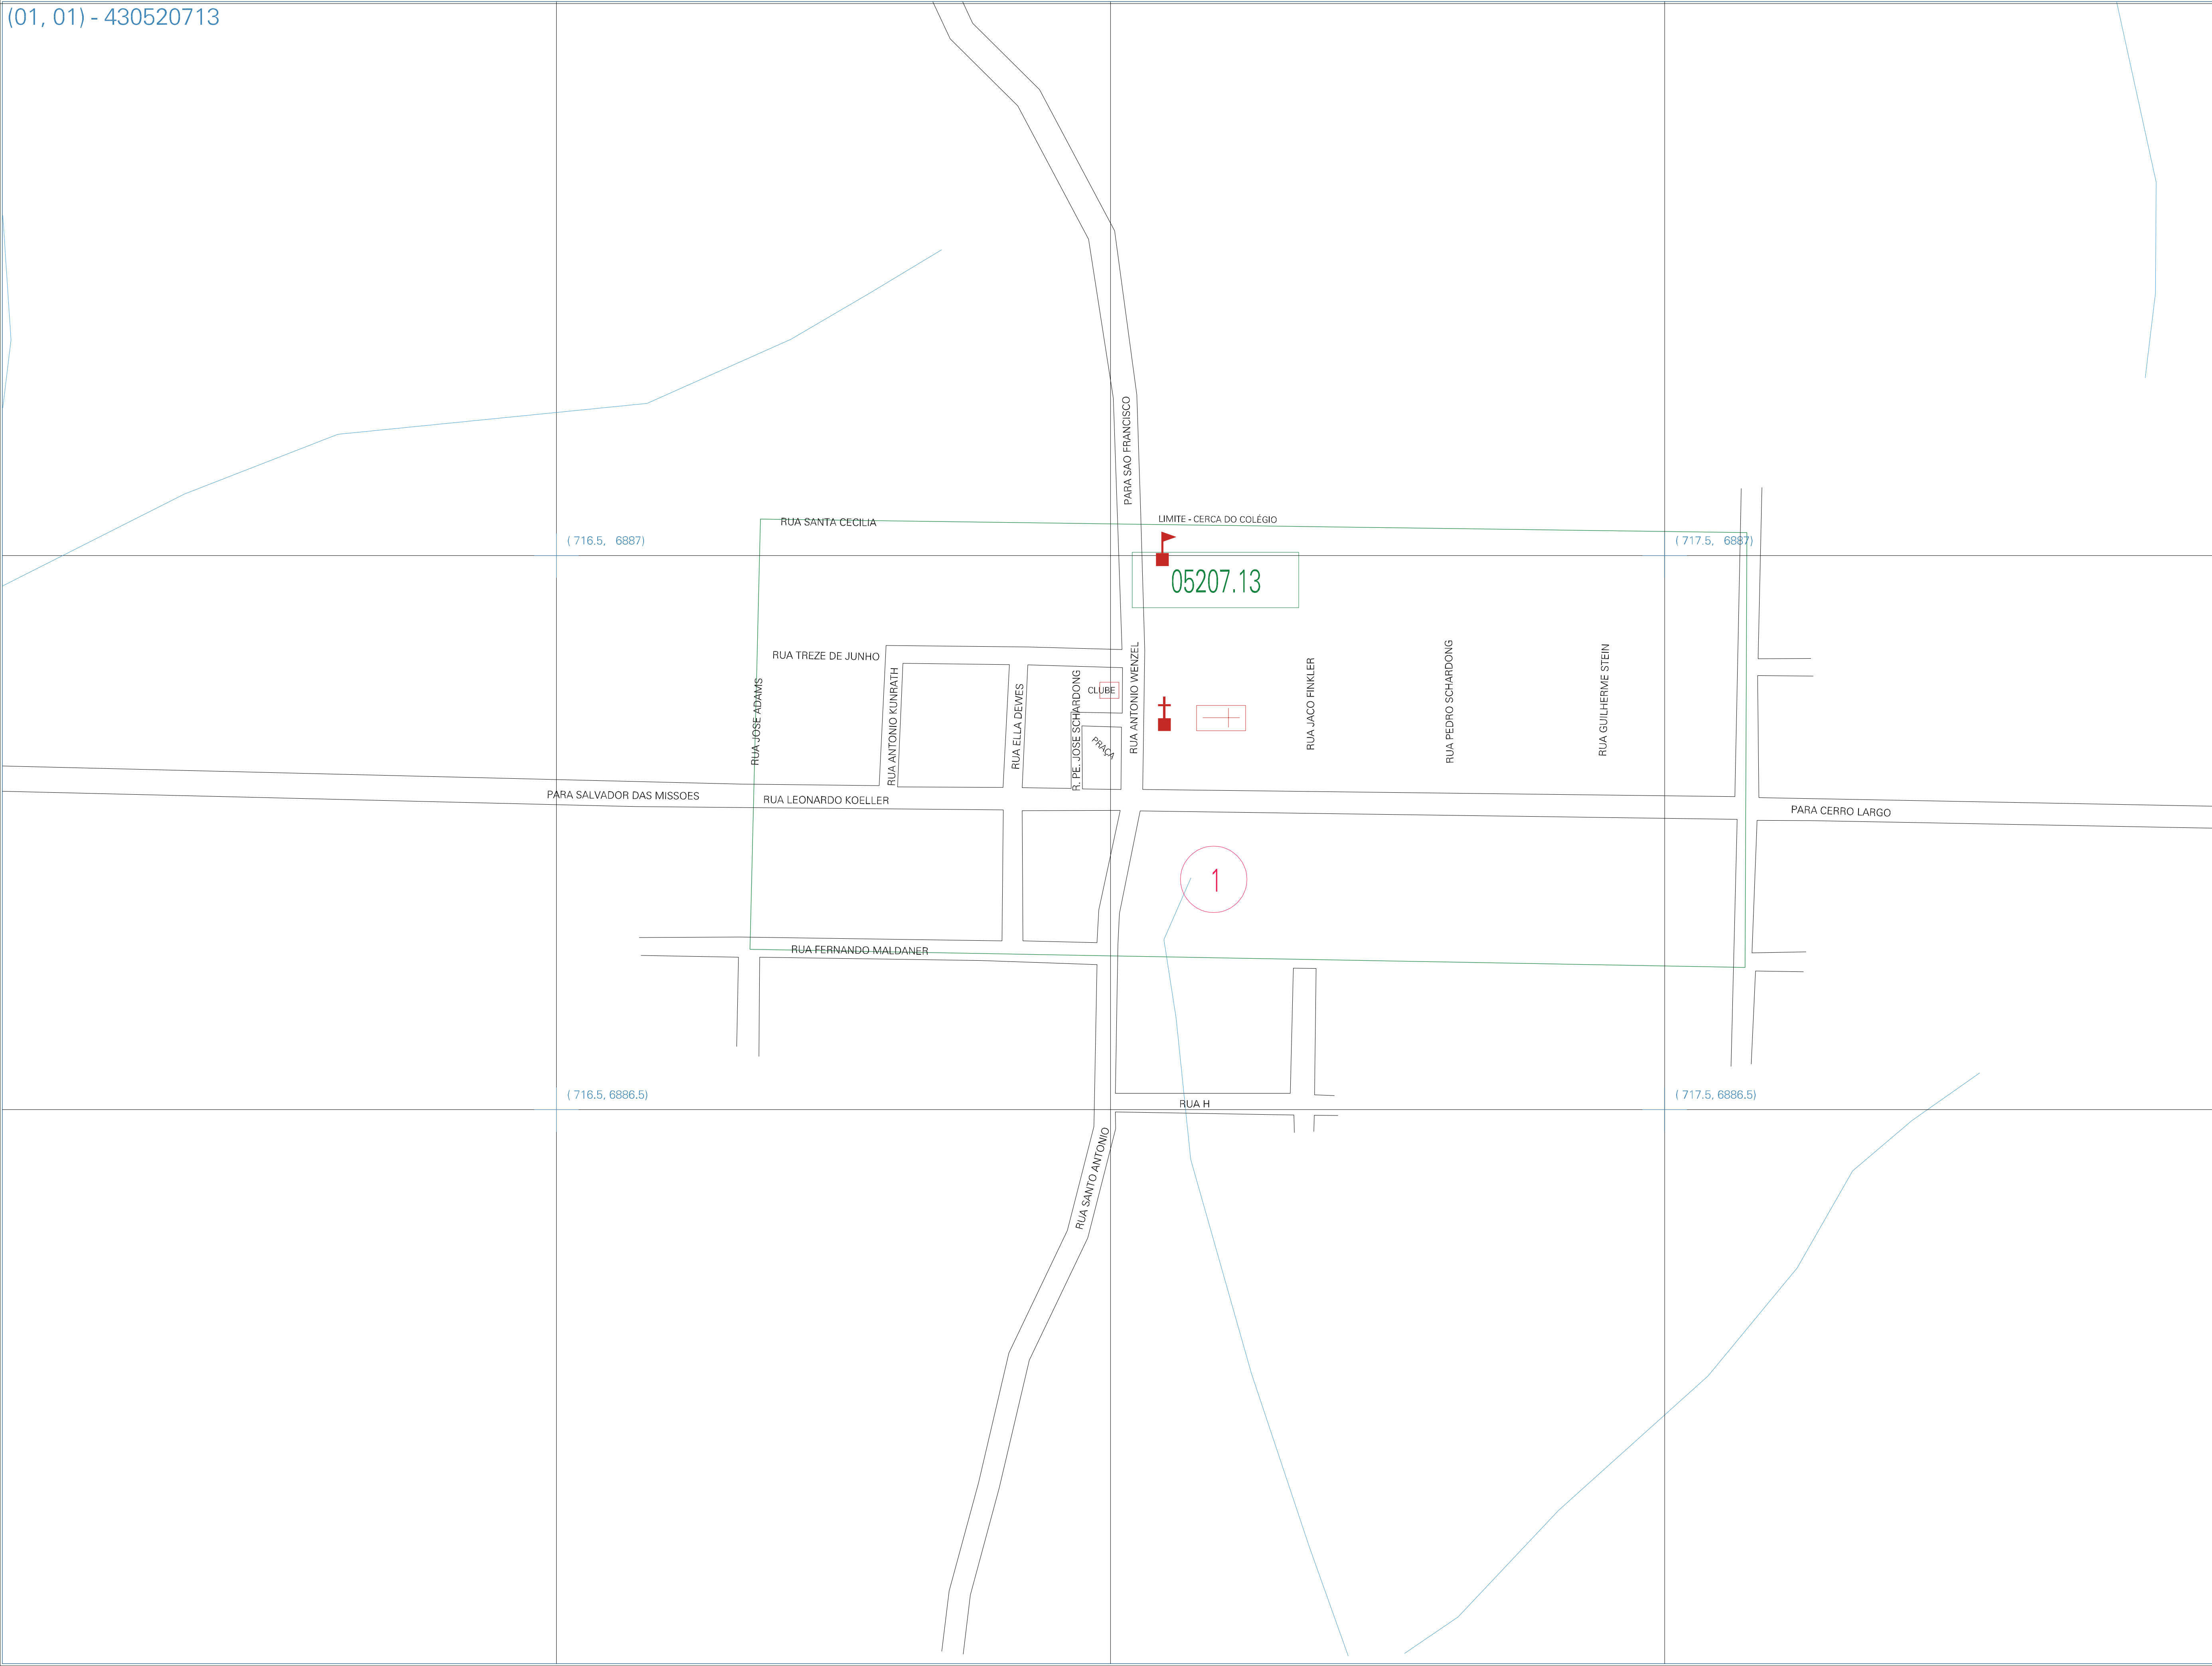 (01, 01) - 430520713
PARA SAO FRANCISCO
RUA SANTA CECILIA
LIMITE - CERCA DO COLÉGIO
( 716.5, 6887)
( 717.5, 6887)
05207.13
RUA TREZE DE JUNHO
RUA JOSE ADAMS
RUA ANTONIO KUNRATH
RUA ELLA DEWES
R. PE. JOSE SCHARDONG
CLUBE
PRAÇA
RUA ANTONIO WENZEL
RUA JACO FINKLER
RUA PEDRO SCHARDONG
RUA GUILHERME STEIN
PARA SALVADOR DAS MISSOES
RUA LEONARDO KOELLER
PARA CERRO LARGO
1
RUA FERNANDO MALDANER
( 716.5, 6886.5)
( 717.5, 6886.5)
RUA H
RUA SANTO ANTONIO